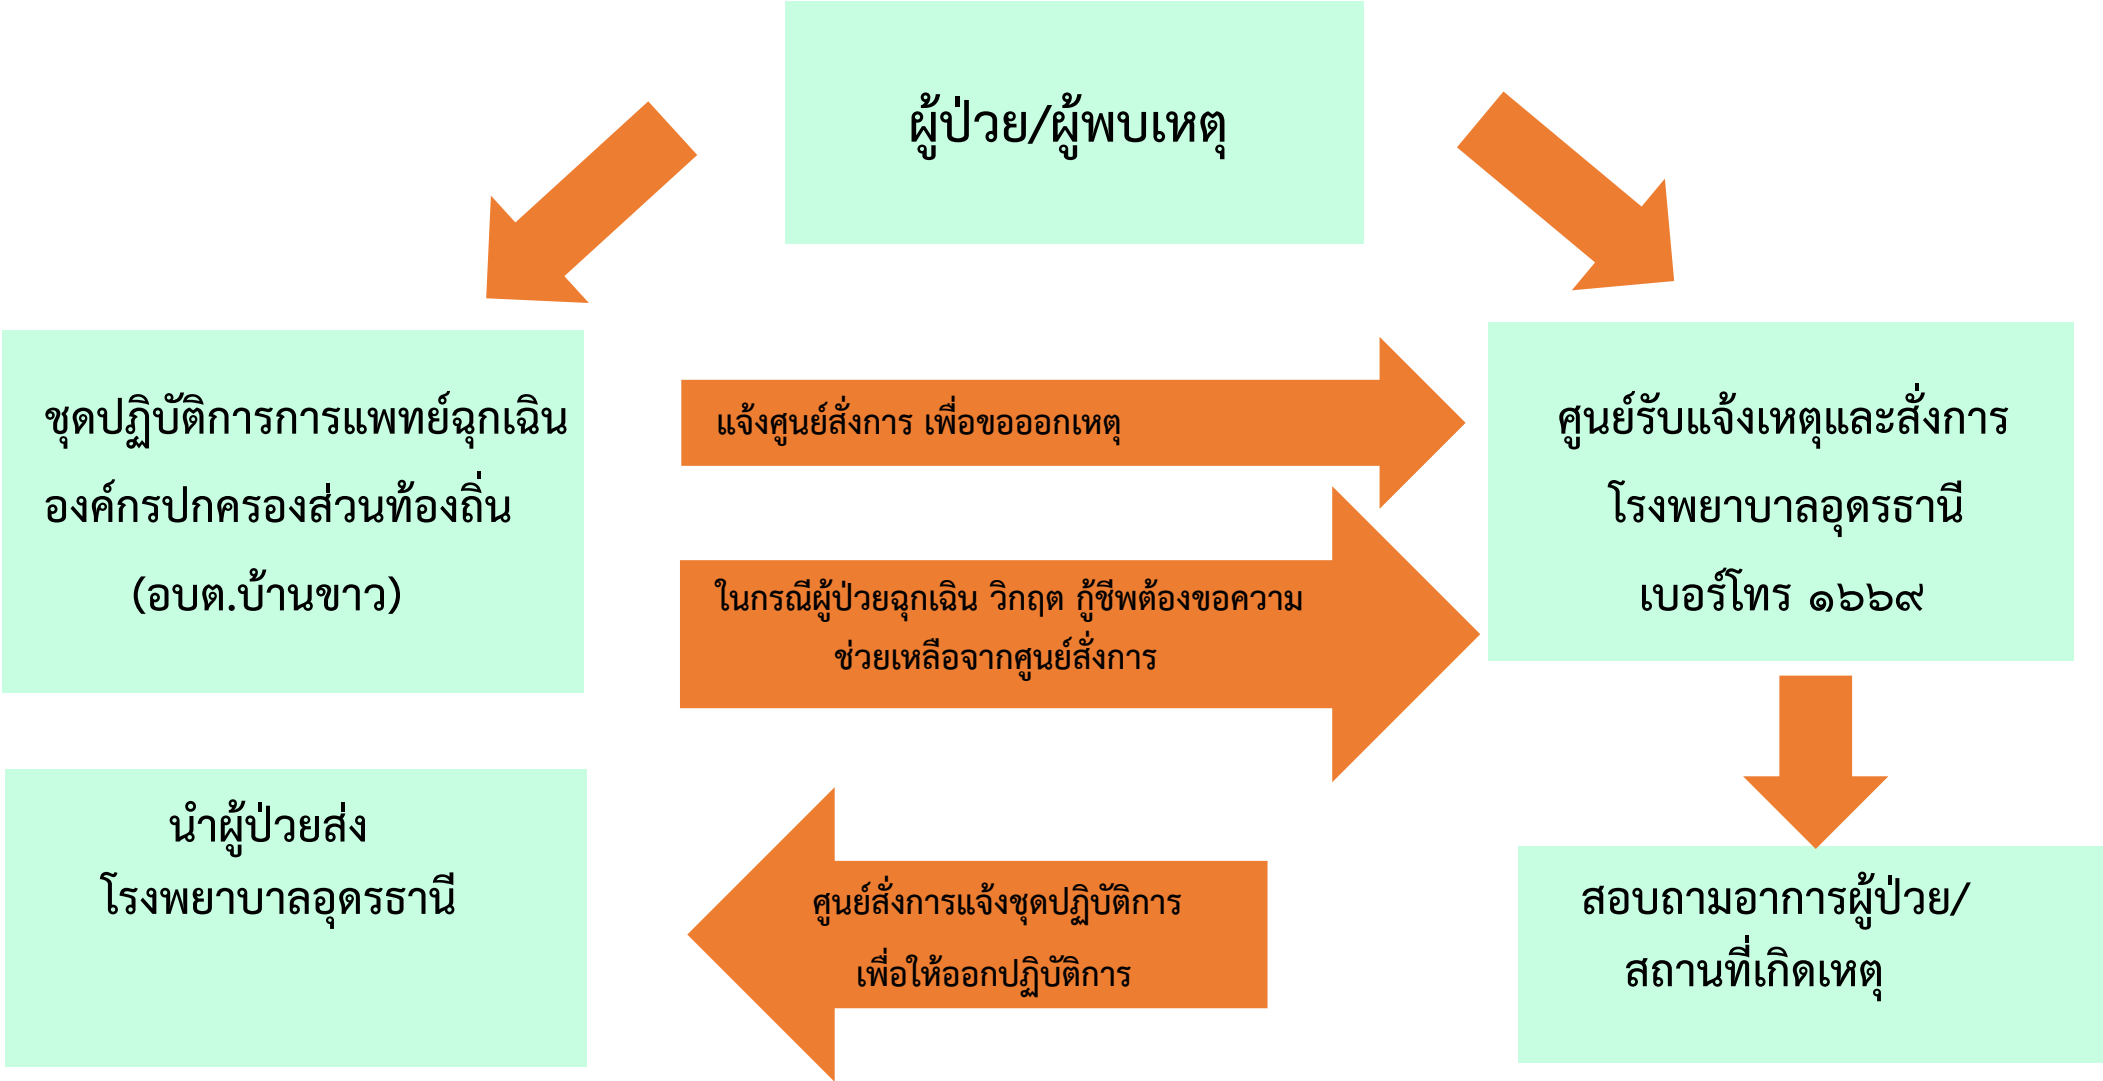 ผู้ป่วย/ผู้พบเหตุ
ชุดปฏิบัติการการแพทย์ฉุกเฉิน
องค์กรปกครองส่วนท้องถิ่น
(อบต.บ้านขาว)
แจ้งศูนย์สั่งการ เพื่อขอออกเหตุ
ในกรณีผู้ป่วยฉุกเฉิน วิกฤต กู้ชีพต้องขอความ
ช่วยเหลือจากศูนย์สั่งการ
ศูนย์รับแจ้งเหตุและสั่งการ
โรงพยาบาลอุดรธานี
เบอร์โทร ๑๖๖๙
นำผู้ป่วยส่ง
โรงพยาบาลอุดรธานี
ศูนย์สั่งการแจ้งชุดปฏิบัติการ
เพื่อให้ออกปฏิบัติการ
สอบถามอาการผู้ป่วย/
สถานที่เกิดเหตุ